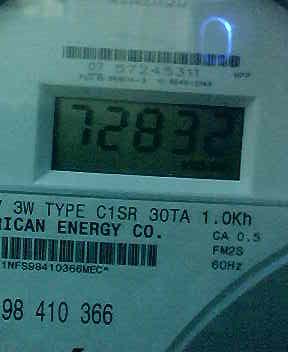 07 57245311
72832
3W TYPE C1SR 30TA 1.0Kh
RICAN ENERGY CO. CA 0.5
FM2S
1NFS98410366MEC* 60Hz
98 410 366